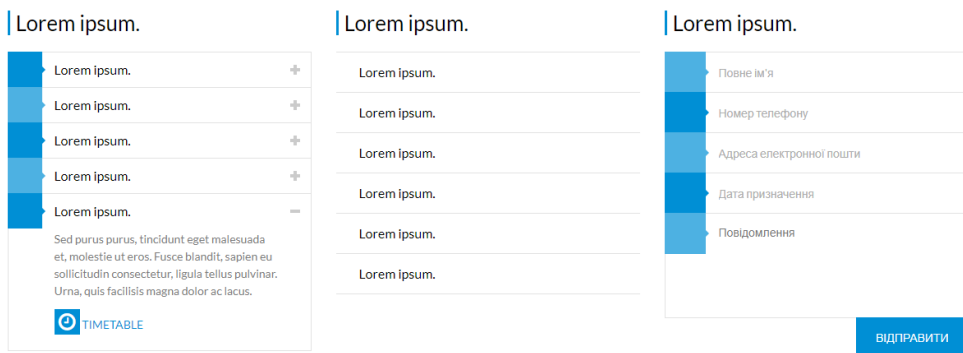 Lorem ipsum.
Lorem ipsum.
Lorem ipsum.
Lorem ipsum.
Lorem ipsum.
Lorem ipsum.
Sed purus purus, tincidunt eget malesuada
et, molestie ut eros. Fusce blandit, sapien eu
sollicitudin consectetur, ligula tellus pulvinar.
Urna, quis facilisis magna dolor ac lacus.
TIMETABLE
Lorem ipsum.
Lorem ipsum.
Lorem ipsum.
Lorem ipsum.
Lorem ipsum.
Lorem ipsum.
Lorem ipsum.
Lorem ipsum.
Повне ім'я
Номер телефону
Адреса електронної пошти
Дата призначення
Повідомлення
ВІДПРАВИТИ